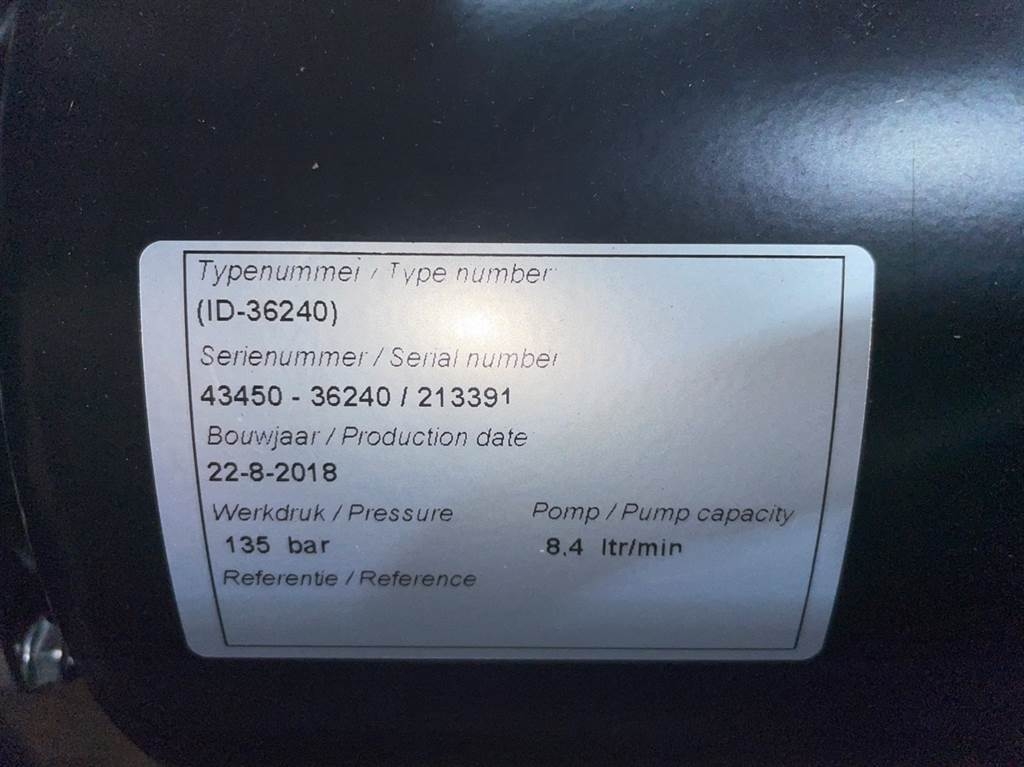 Typenummer / Type number
(ID-36240)
Serienummer / Serial number
43450 - 36240 / 213391
Bouwjaar / Production date
22-8-2018
Werkdruk / Pressure Pomp / Pump capacity
135 bar 8.4 ltr/min
Referentie / Reference